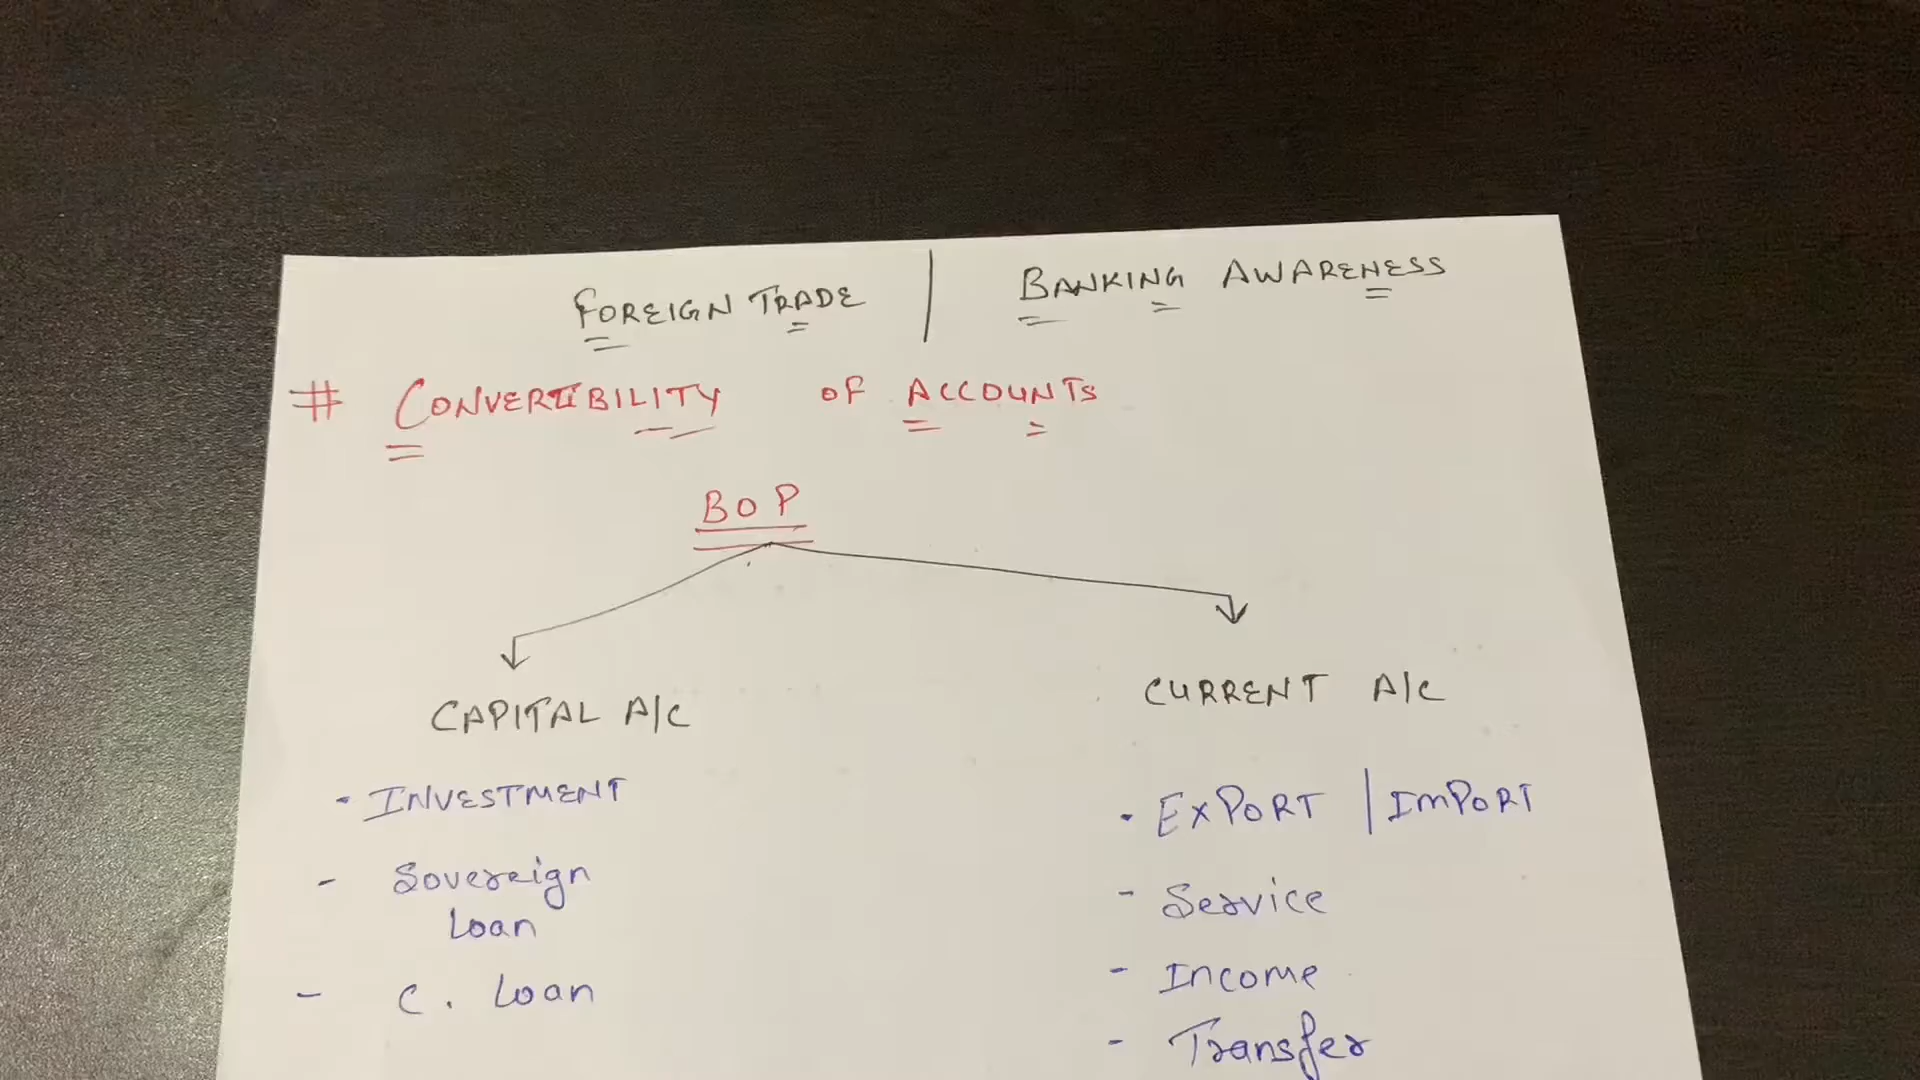 FOREIGN TRADE | BANKING AWARENESS
# CONVERTIBILITY OF ACCOUNTS
BOP
CAPITAL A/C
CURRENT A/C
• INVESTMENT
- Sovereign
Loan
- C. Loan
• EXPORT | IMPORT
- Service
- Income
- Transfer